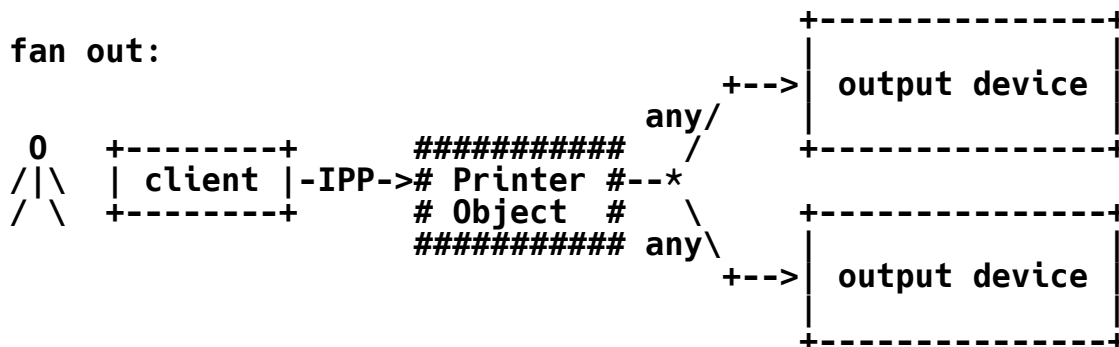 fan out:
output device
any
O
client
IPP
Printer
Object
any
output device